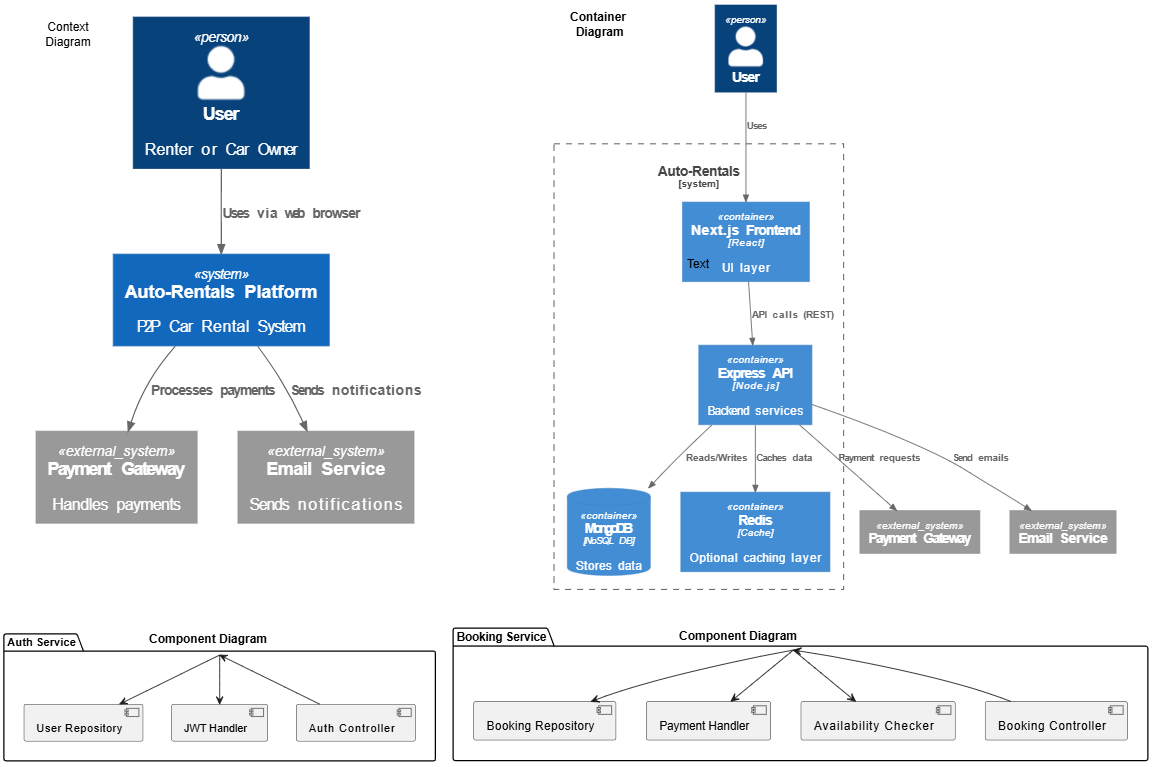 Context
Diagram
«person»
User
Renter or Car Owner
Uses via web browser
«system»
Auto-Rentals Platform
P2P Car Rental System
Processes payments
Sends notifications
«external_system»
Payment Gateway
Handles payments
«external_system»
Email Service
Sends notifications
Container
Diagram
«person»
User
Uses
Auto-Rentals
[system]
«container»
Next.js Frontend
[React]
Text
UI layer
API calls (REST)
«container»
Express API
[Node.js]
Backend services
Reads/Writes
Caches data
Payment requests
Send emails
«container»
MongoDB
[NoSQL DB]
Stores data
«container»
Redis
[Cache]
Optional caching layer
«external_system»
Payment Gateway
«external_system»
Email Service
Auth Service
Component Diagram
User Repository
JWT Handler
Auth Controller
Booking Service
Component Diagram
Booking Repository
Payment Handler
Availability Checker
Booking Controller